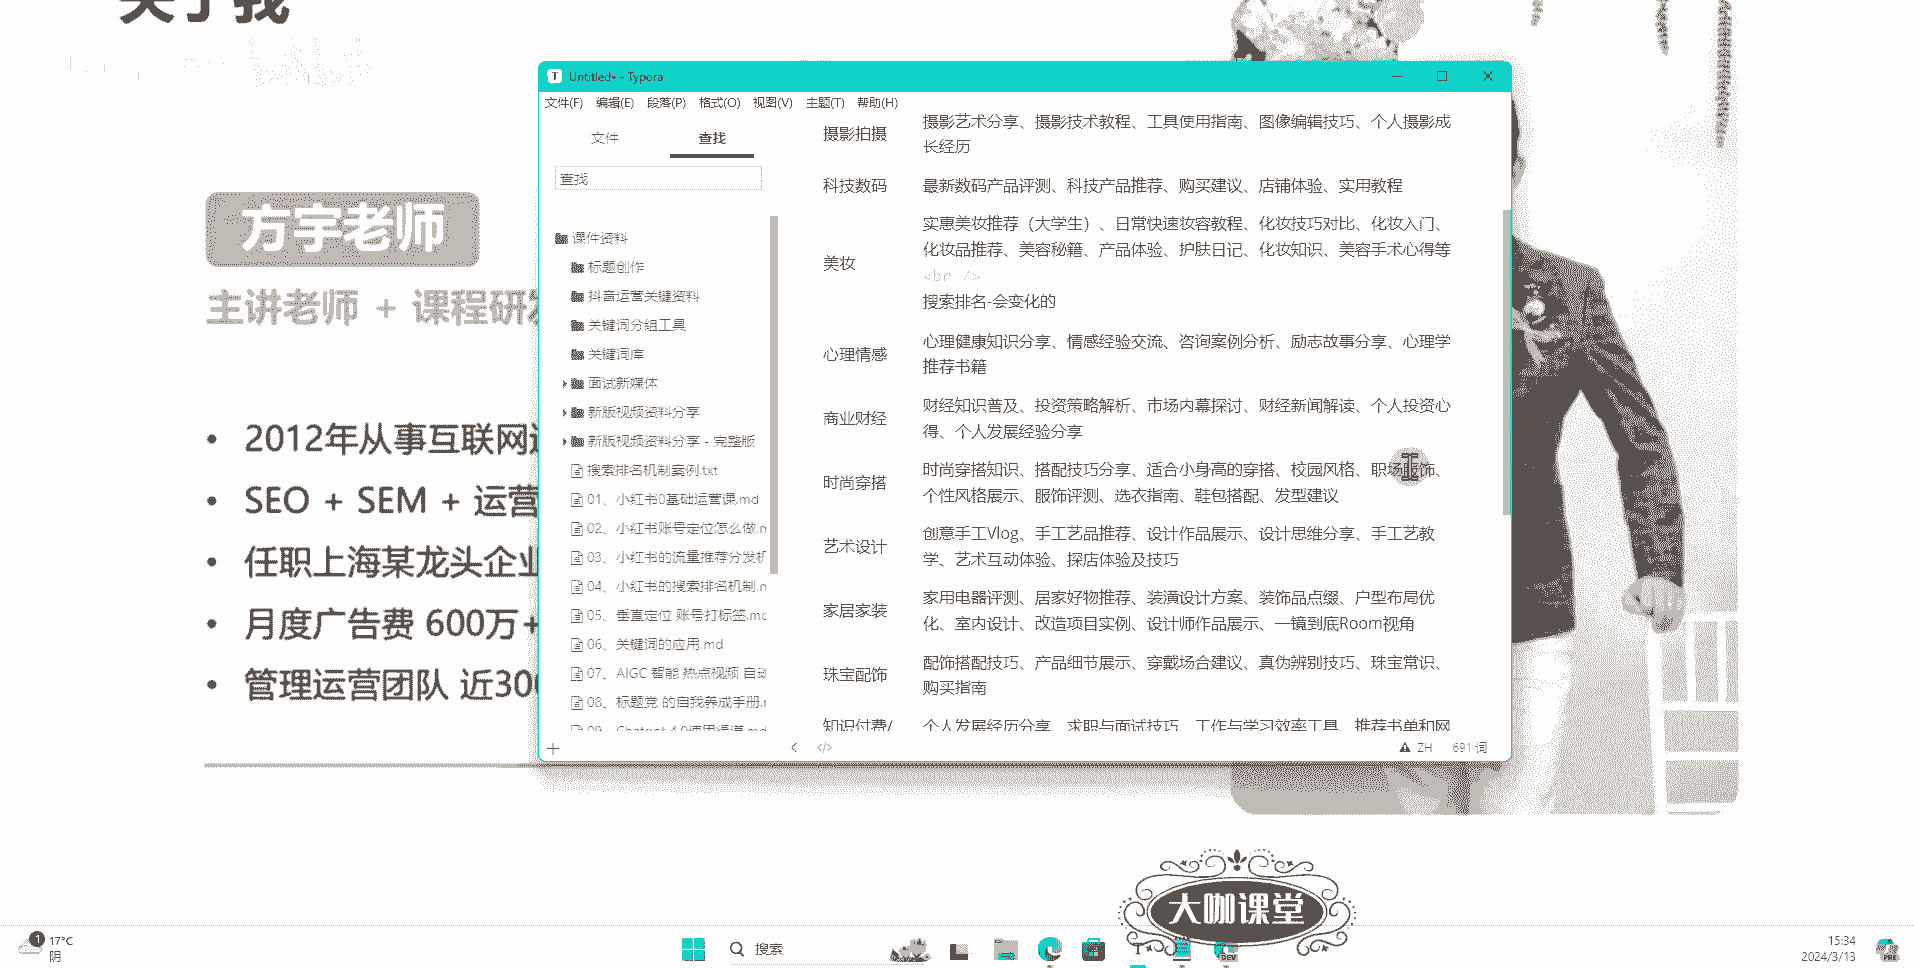 关于我
方宇老师
主讲老师 + 课程研发
2012年从事互联网
SEO + SEM + 运营
任职上海某龙头企业
月度广告费 600万+
管理运营团队 近300
Untitled• - Typora
文件(F) 编辑(E) 段落(P) 格式(O) 视图(V) 主题(T) 帮助(H)
文件 查找
查找
课件资料
标题创作
抖音运营关键资料
关键词分组工具
关键词库
面试新媒体
新版视频资料分享
新版视频资料分享 - 完整版
搜索排名机制案例.txt
01、小红书0基础运营课.md
02、小红书账号定位怎么做.m
03、小红书的流量推荐分发机
04、小红书的搜索排名机制.m
05、垂直定位 账号打标签.mc
06、关键词的应用.md
07、AIGC 智能 热点视频 自动
08、标题党 的自我养成手册.r
09、Chatgpt 4.0使用渠道.md
摄影拍摄
摄影艺术分享、摄影技术教程、工具使用指南、图像编辑技巧、个人摄影成
长经历
科技数码
最新数码产品评测、科技产品推荐、购买建议、店铺体验、实用教程
美妆
实惠美妆推荐（大学生）、日常快速妆容教程、化妆技巧对比、化妆入门、
化妆品推荐、美容秘籍、产品体验、护肤日记、化妆知识、美容手术心得等
<br />
搜索排名-会变化的
心理情感
心理健康知识分享、情感经验交流、咨询案例分析、励志故事分享、心理学
推荐书籍
商业财经
财经知识普及、投资策略解析、市场内幕探讨、财经新闻解读、个人投资心
得、个人发展经验分享
时尚穿搭
时尚穿搭知识、搭配技巧分享、适合小身高的穿搭、校园风格、职场服饰、
个性风格展示、服饰评测、选衣指南、鞋包搭配、发型建议
艺术设计
创意手工Vlog、手工艺品推荐、设计作品展示、设计思维分享、手工艺教
学、艺术互动体验、探店体验及技巧
家居家装
家用电器评测、居家好物推荐、装潢设计方案、装饰品点缀、户型布局优
化、室内设计、改造项目实例、设计师作品展示、一镜到底Room视角
珠宝配饰
配饰搭配技巧、产品细节展示、穿戴场合建议、真伪辨别技巧、珠宝常识、
购买指南
知识付费/
个人发展经历分享、求职与面试技巧、工作与学习效率工具、推荐书单和网
</> ZH 691 词
大咖课堂
1
17°C
阴
搜索
DEV
15:34
2024/3/13
PRE